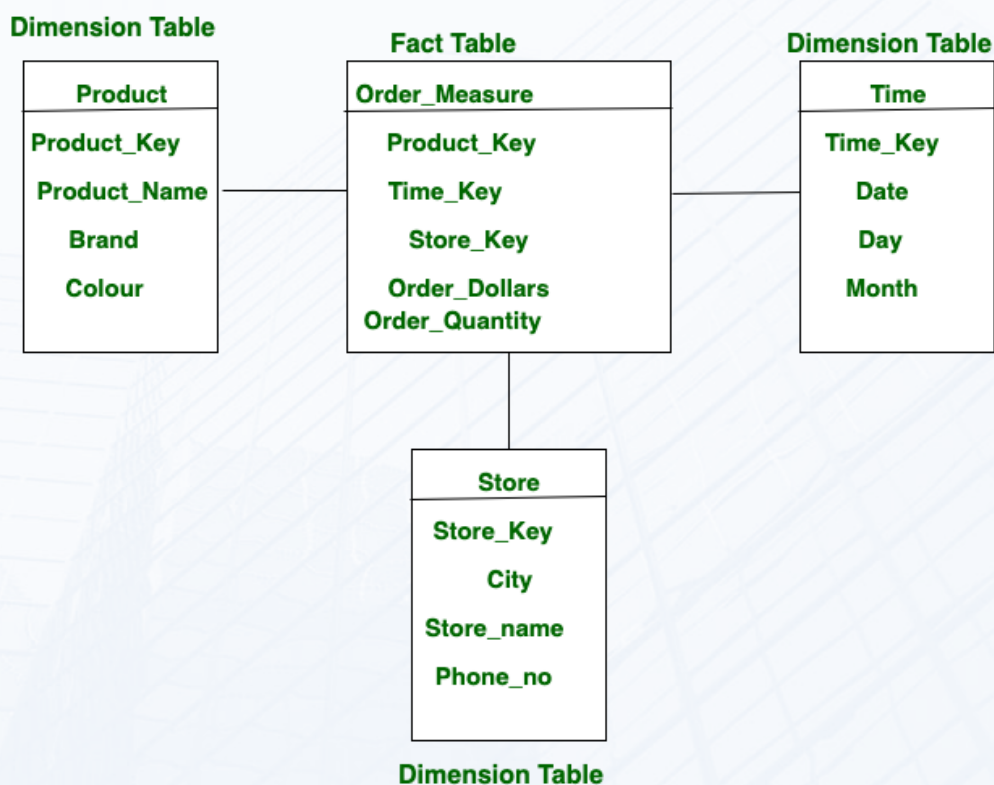 Dimension Table
Product
Product_Key
Product_Name
Brand
Colour
Fact Table
Order_Measure
Product_Key
Time_Key
Store_Key
Order_Dollars
Order_Quantity
Dimension Table
Time
Time_Key
Date
Day
Month
Store
Store_Key
City
Store_name
Phone_no
Dimension Table